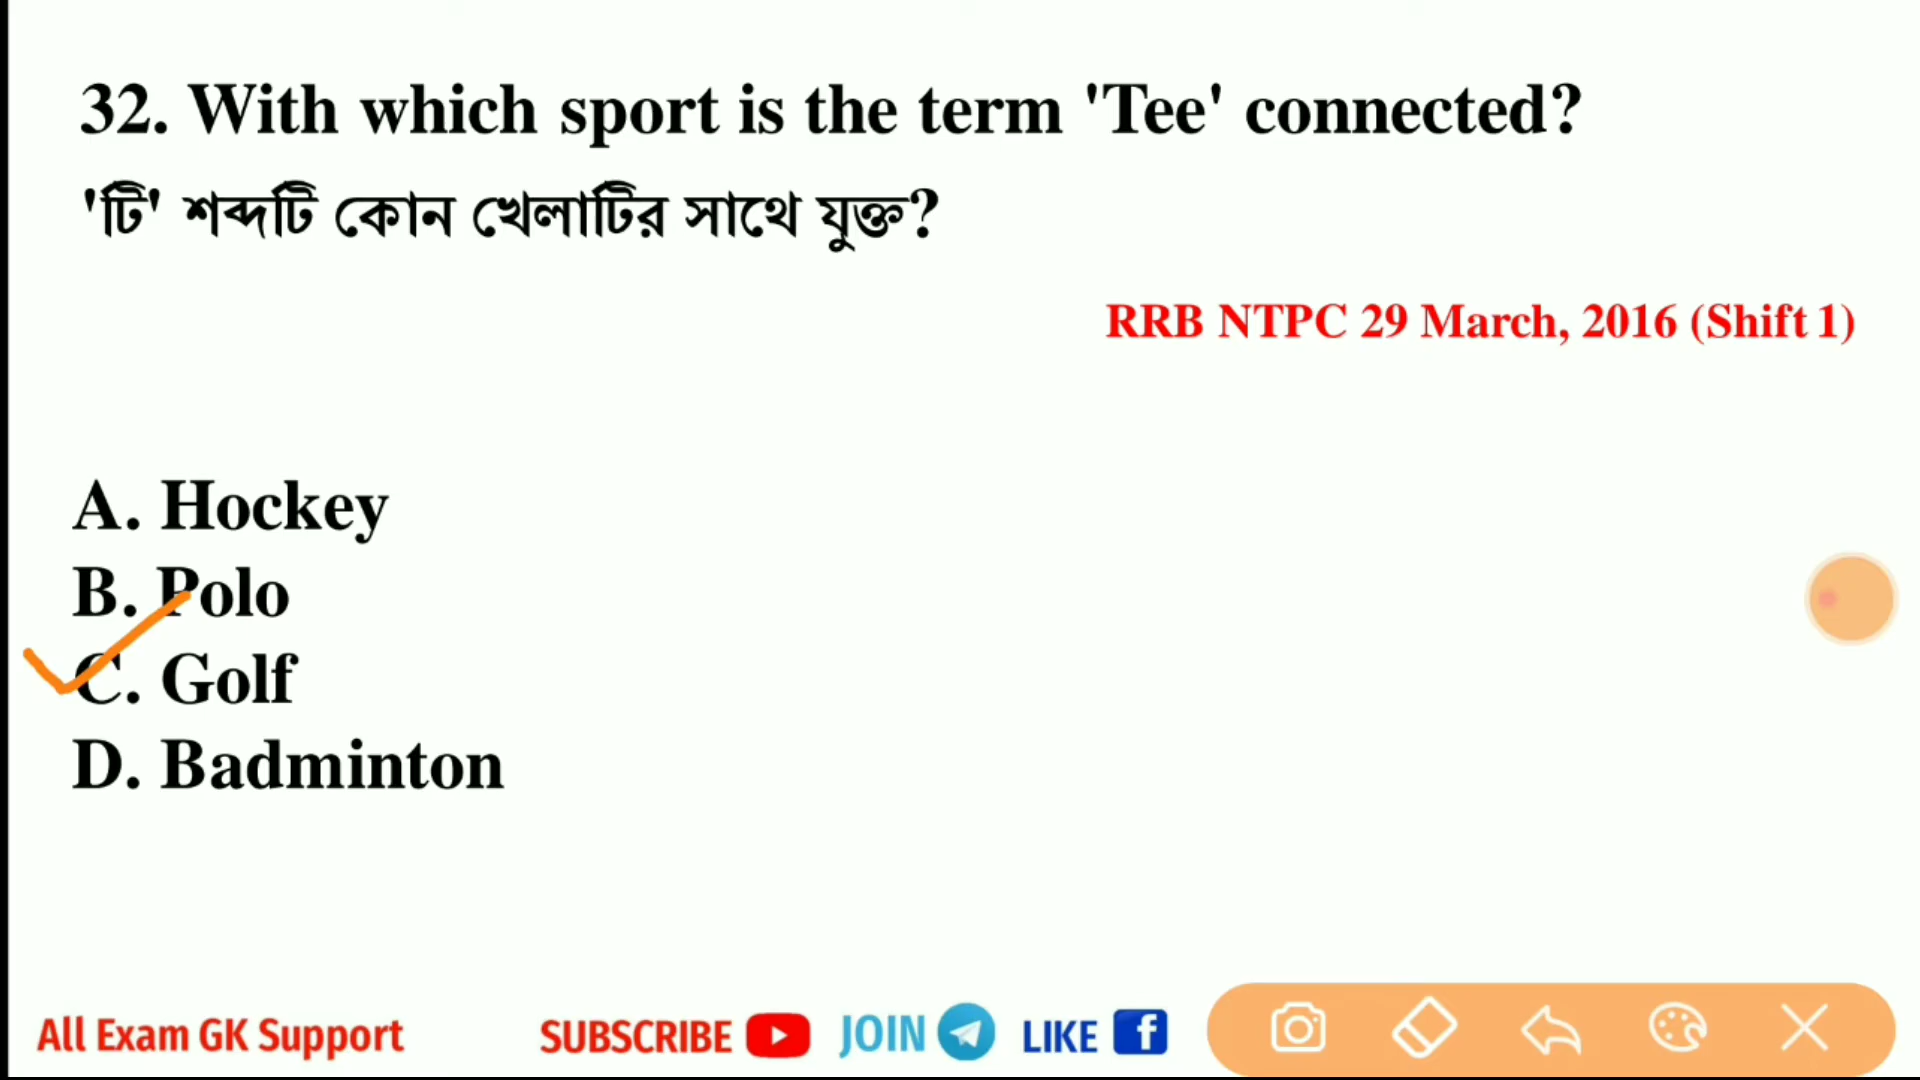 32. With which sport is the term 'Tee' connected?
'টি' শব্দটি কোন খেলাটির সাথে যুক্ত?
RRB NTPC 29 March, 2016 (Shift 1)
A. Hockey
B. Polo
C. Golf
D. Badminton
All Exam GK Support SUBSCRIBE JOIN LIKE f